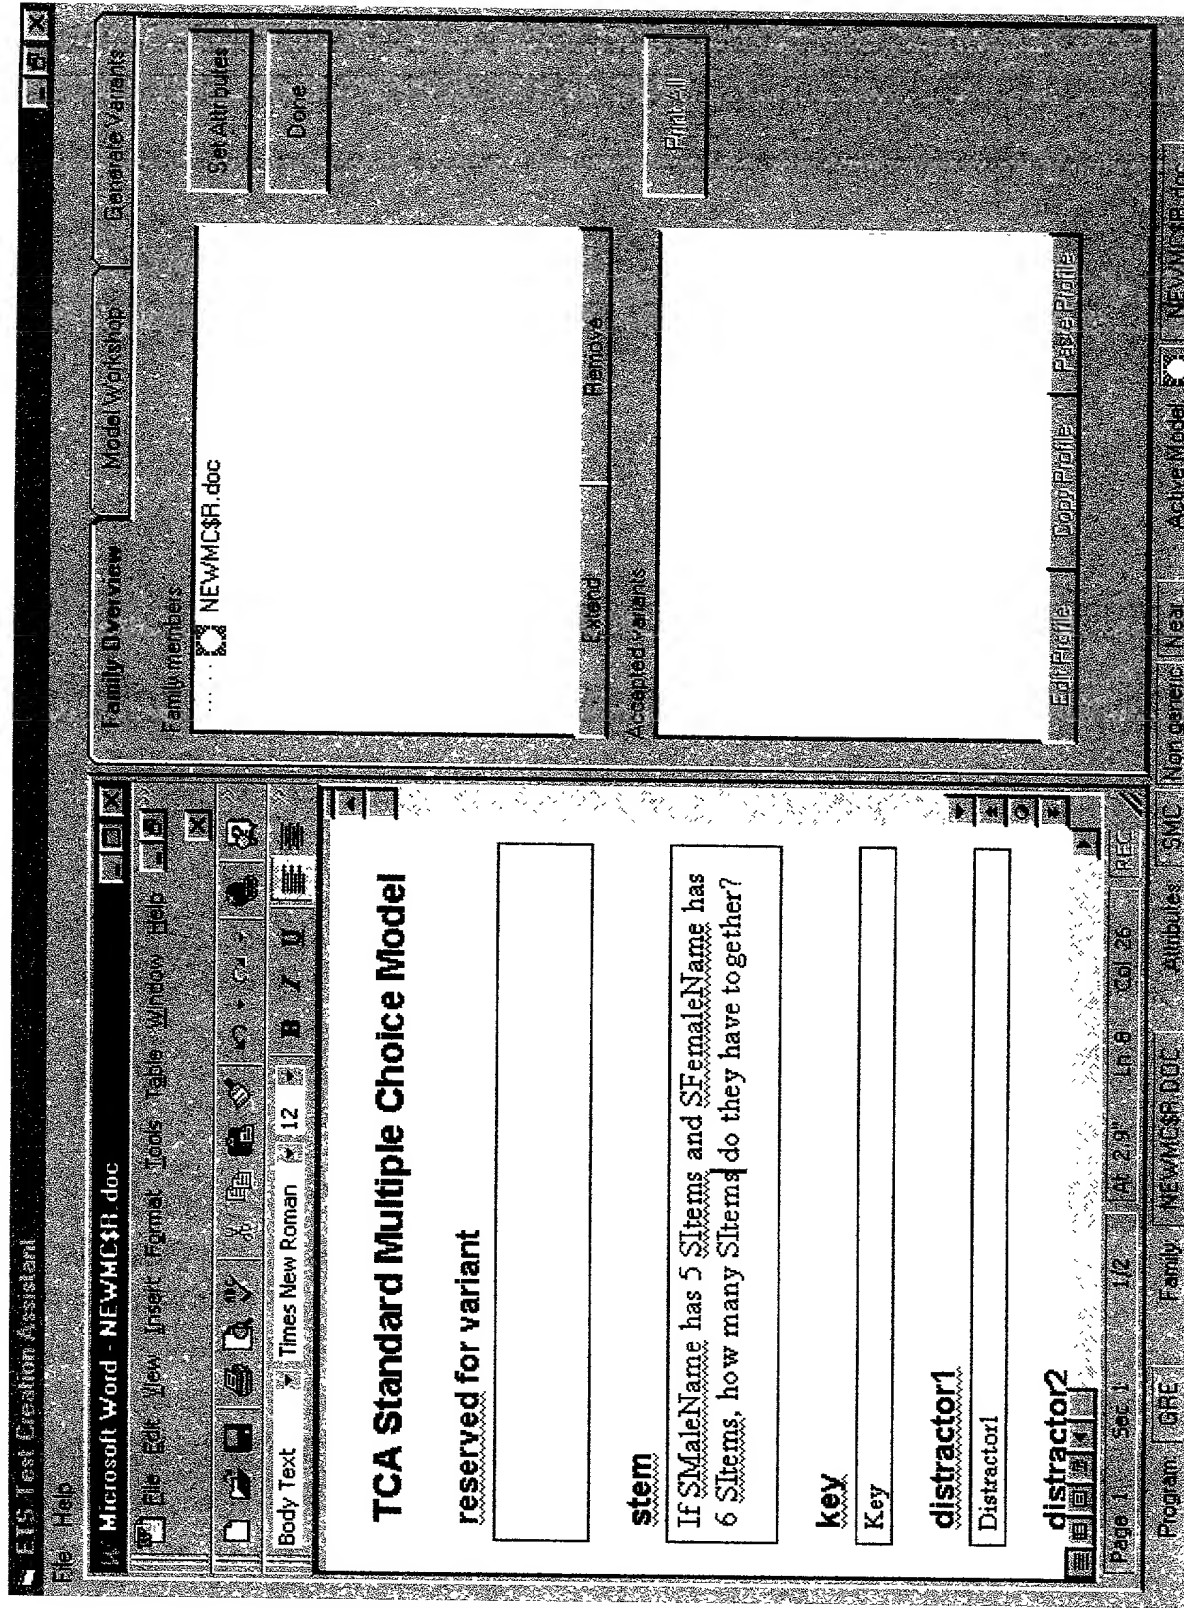 ETS Test Creation Assistant
File Help
Microsoft Word - NEWMC$R.doc
File Edit View Insert Format Tools Table Window Help
Body Text Times New Roman 12 B I U
TCA Standard Multiple Choice Model
reserved for variant
stem
If SMaleName has 5 SItems and SFemaleName has
6 SItems, how many SItems do they have together?
key
Key
distractor1
Distractor1
distractor2
Page 1 Sec 1 1/2 At 2.9" Ln 8 Col 26 REC
Family Overview Model Workshop Generate Variants
Family members
NEWMC$R.doc
Set Attributes
Done
Extend Remove
Accepted Variants
Print All
Edit Profile Copy Profile Paste Profile
Program GRE Family NEWMC$R.DOC Attributes SMC Non generic Near Active Model NEWMC$R.doc